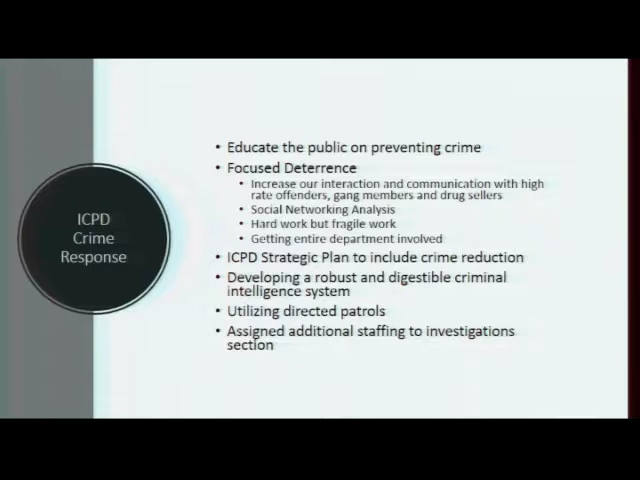 ICPD
Crime
Response
• Educate the public on preventing crime
• Focused Deterrence
• Increase our interaction and communication with high
rate offenders, gang members and drug sellers
• Social Networking Analysis
• Hard work but fragile work
• Getting entire department involved
• ICPD Strategic Plan to include crime reduction
• Developing a robust and digestible criminal
intelligence system
• Utilizing directed patrols
• Assigned additional staffing to investigations
section